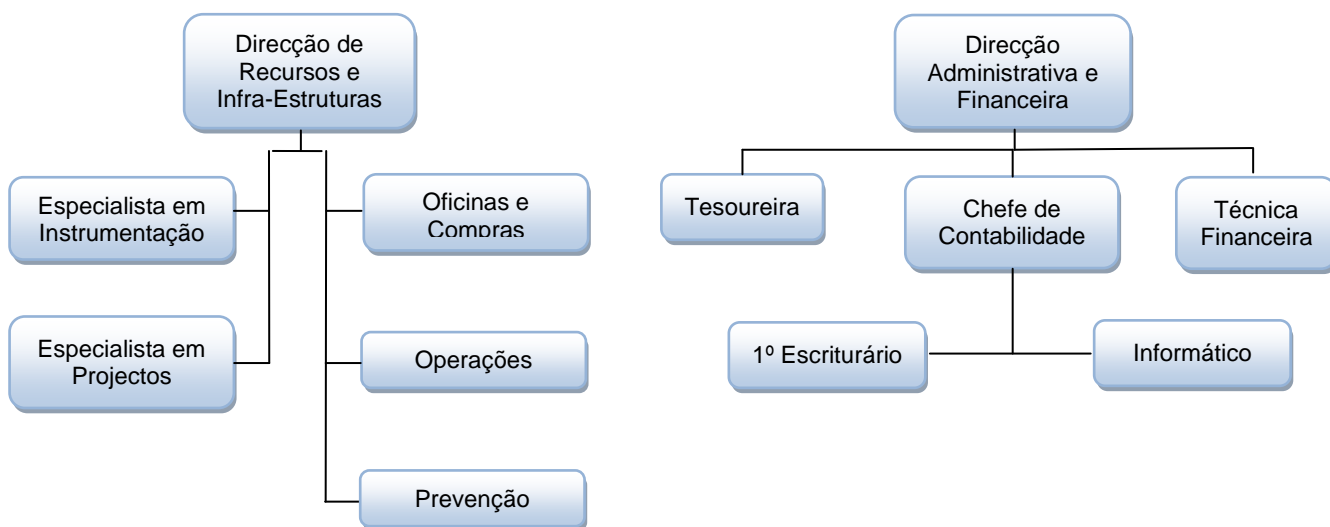 Direcção de
Recursos e
Infra-Estruturas
Especialista em
Instrumentação
Oficinas e
Compras
Especialista em
Projectos
Operações
Prevenção
Direcção
Administrativa e
Financeira
Tesoureira
Chefe de
Contabilidade
Técnica
Financeira
1º Escriturário
Informático